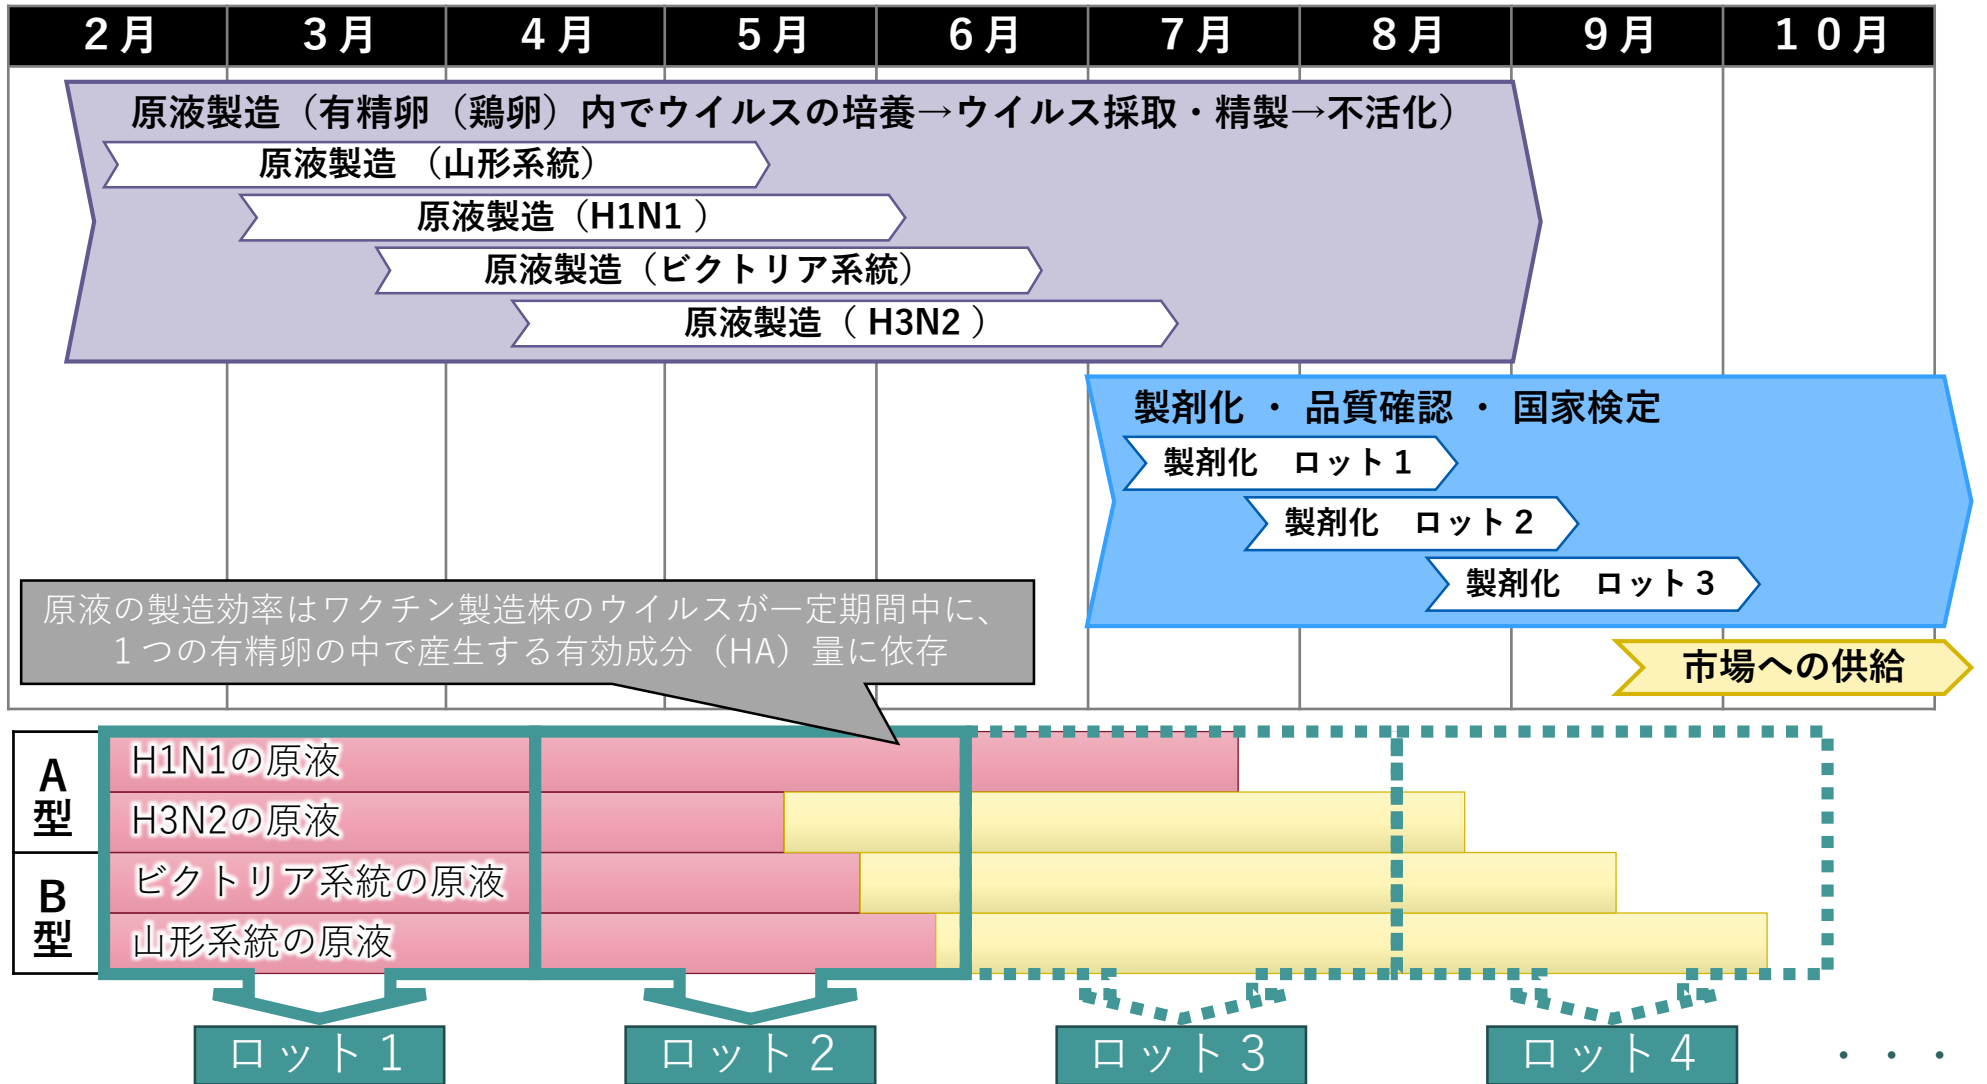 2月 3月 4月 5月 6月 7月 8月 9月 10月
原液製造（有精卵（鶏卵）内でウイルスの培養→ウイルス採取・精製→不活化）
原液製造 （山形系統）
原液製造（H1N1 ）
原液製造（ビクトリア系統）
原液製造（ H3N2 ）
製剤化 ・ 品質確認 ・ 国家検定
製剤化　ロット1
製剤化　ロット2
製剤化　ロット3
原液の製造効率はワクチン製造株のウイルスが一定期間中に、
1つの有精卵の中で産生する有効成分（HA）量に依存
市場への供給
A型
H1N1の原液
H3N2の原液
B型
ビクトリア系統の原液
山形系統の原液
ロット1 ロット2 ロット3 ロット4 ・・・